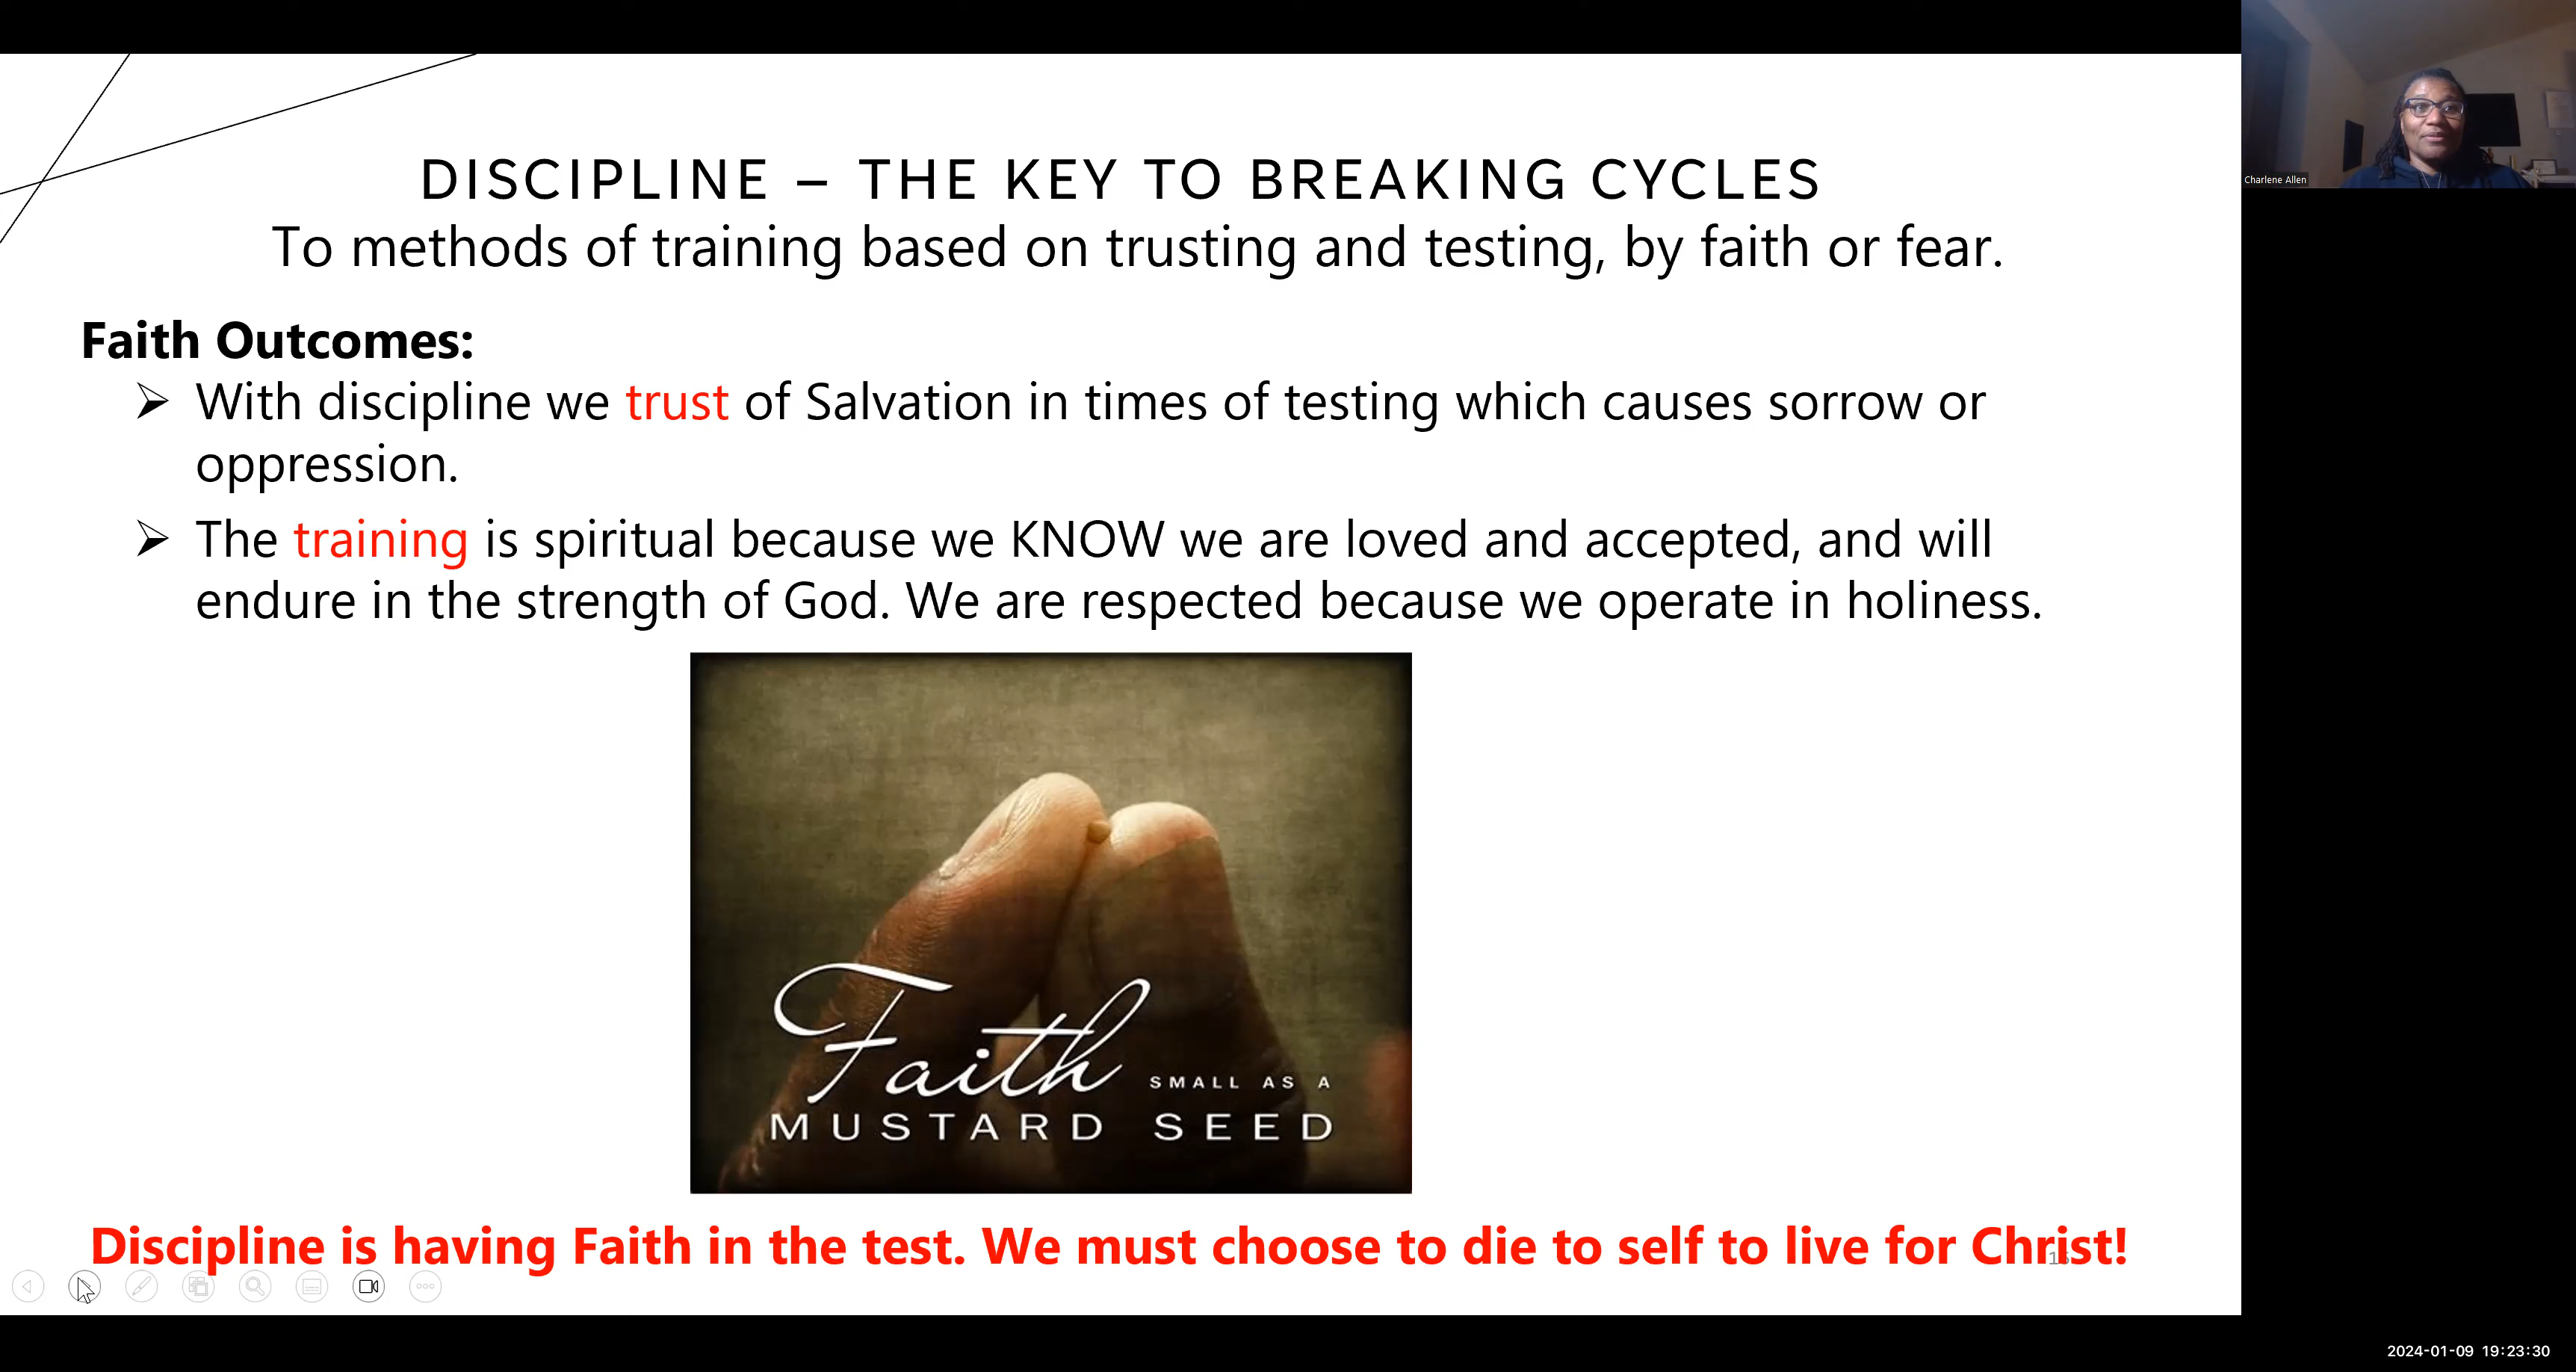 DISCIPLINE – THE KEY TO BREAKING CYCLES
To methods of training based on trusting and testing, by faith or fear.
Faith Outcomes:
With discipline we trust of Salvation in times of testing which causes sorrow or
oppression.
The training is spiritual because we KNOW we are loved and accepted, and will
endure in the strength of God. We are respected because we operate in holiness.
Faith SMALL AS A
MUSTARD SEED
Discipline is having Faith in the test. We must choose to die to self to live for Christ!
Charlene Allen
2024-01-09 19:23:30